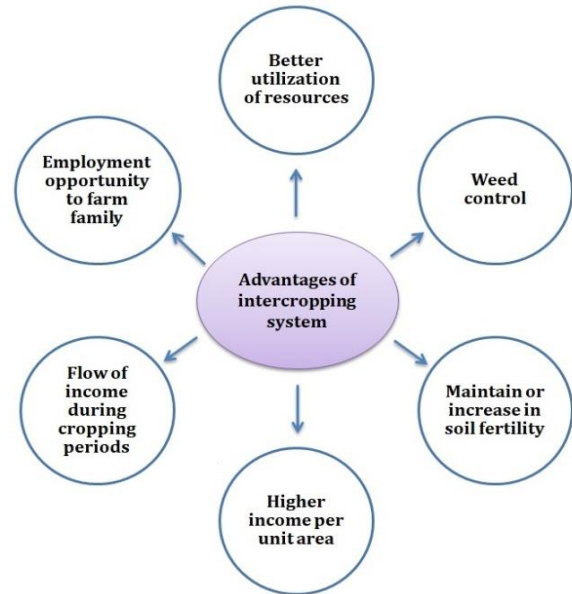 Better
utilization
of resources
Employment
opportunity
to farm
family
Weed
control
Advantages of
intercropping
system
Flow of
income
during
cropping
periods
Maintain or
increase in
soil fertility
Higher
income per
unit area